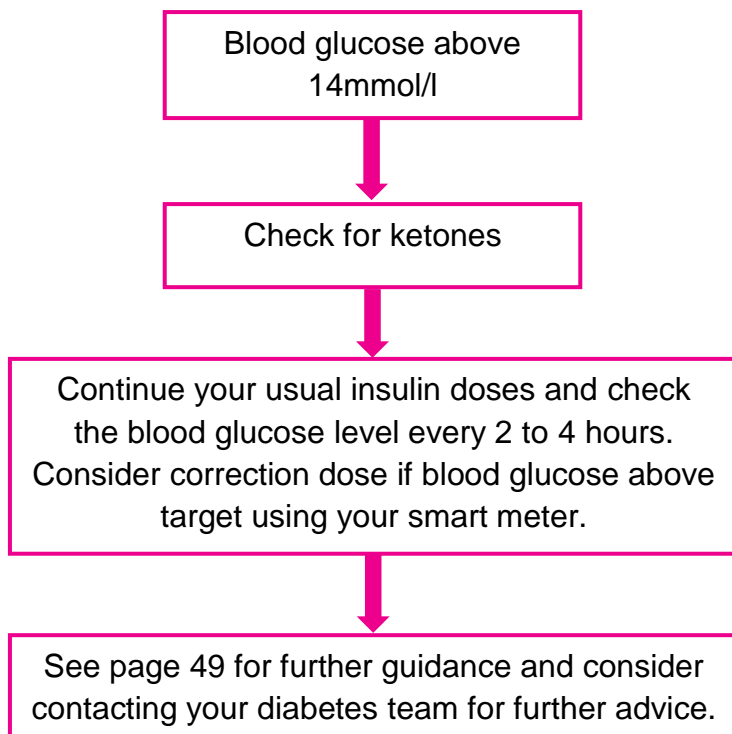 Blood glucose above
14mmol/l
Check for ketones
Continue your usual insulin doses and check
the blood glucose level every 2 to 4 hours.
Consider correction dose if blood glucose above
target using your smart meter.
See page 49 for further guidance and consider
contacting your diabetes team for further advice.